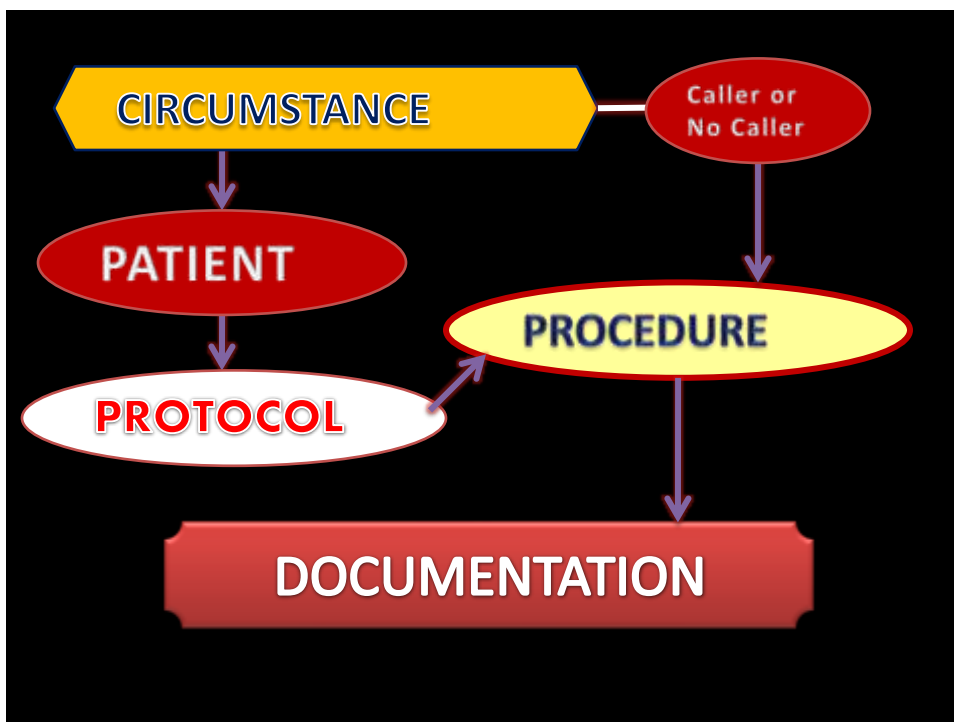 CIRCUMSTANCE
Caller or
No Caller
PATIENT
PROCEDURE
PROTOCOL
DOCUMENTATION